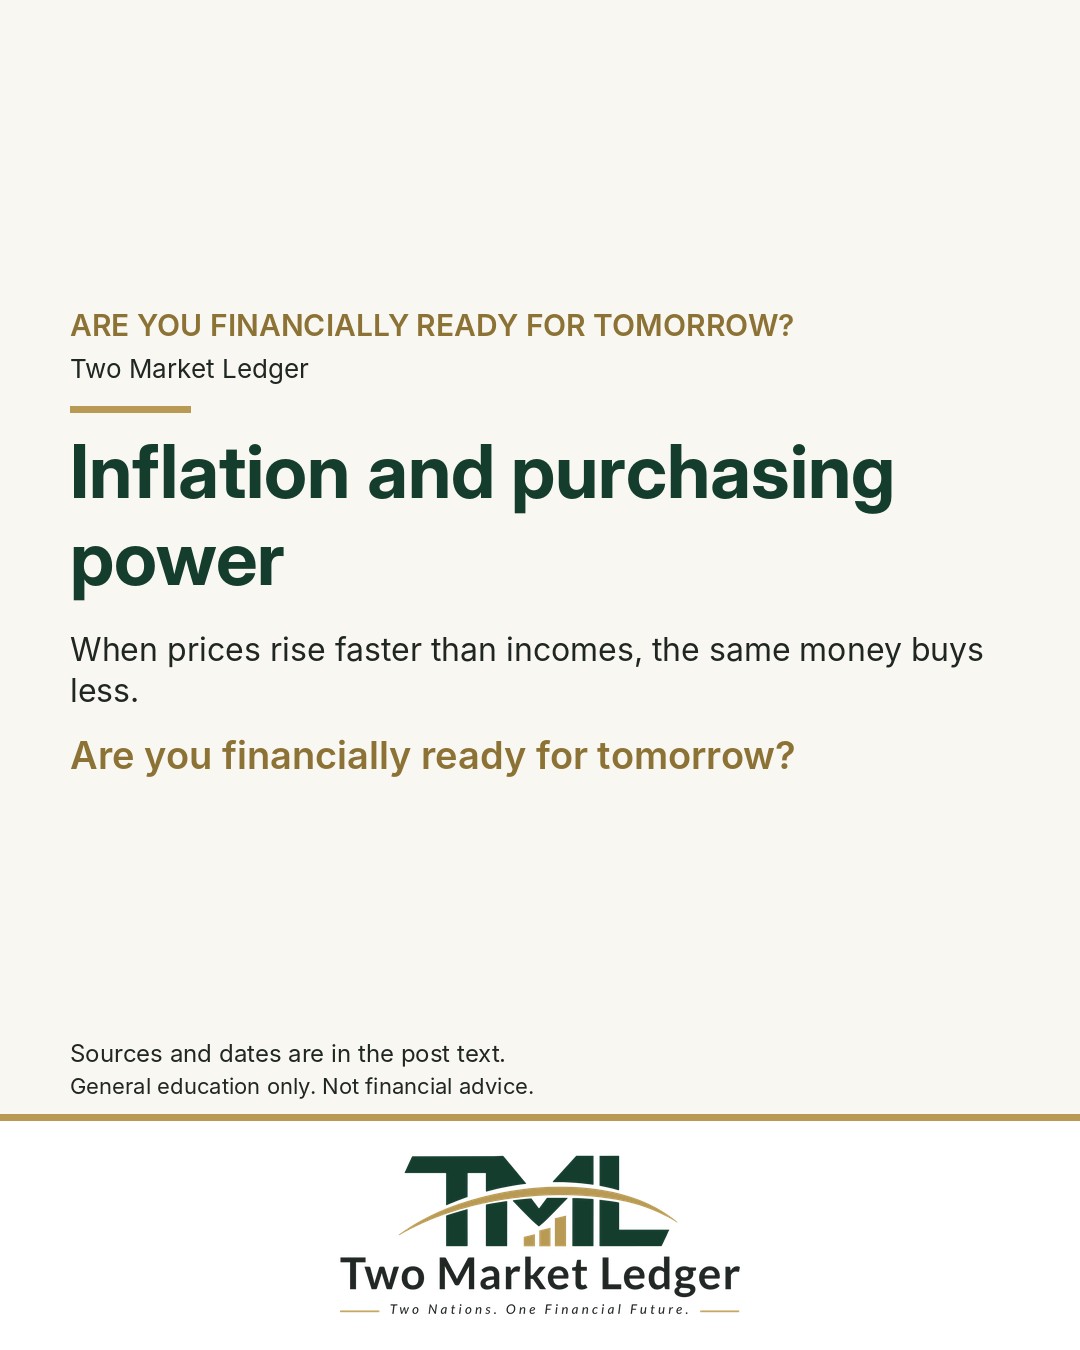 ARE YOU FINANCIALLY READY FOR TOMORROW?
Two Market Ledger
Inflation and purchasing
power
When prices rise faster than incomes, the same money buys
less.
Are you financially ready for tomorrow?
Sources and dates are in the post text.
General education only. Not financial advice.
TML
Two Market Ledger
Two Nations. One Financial Future.